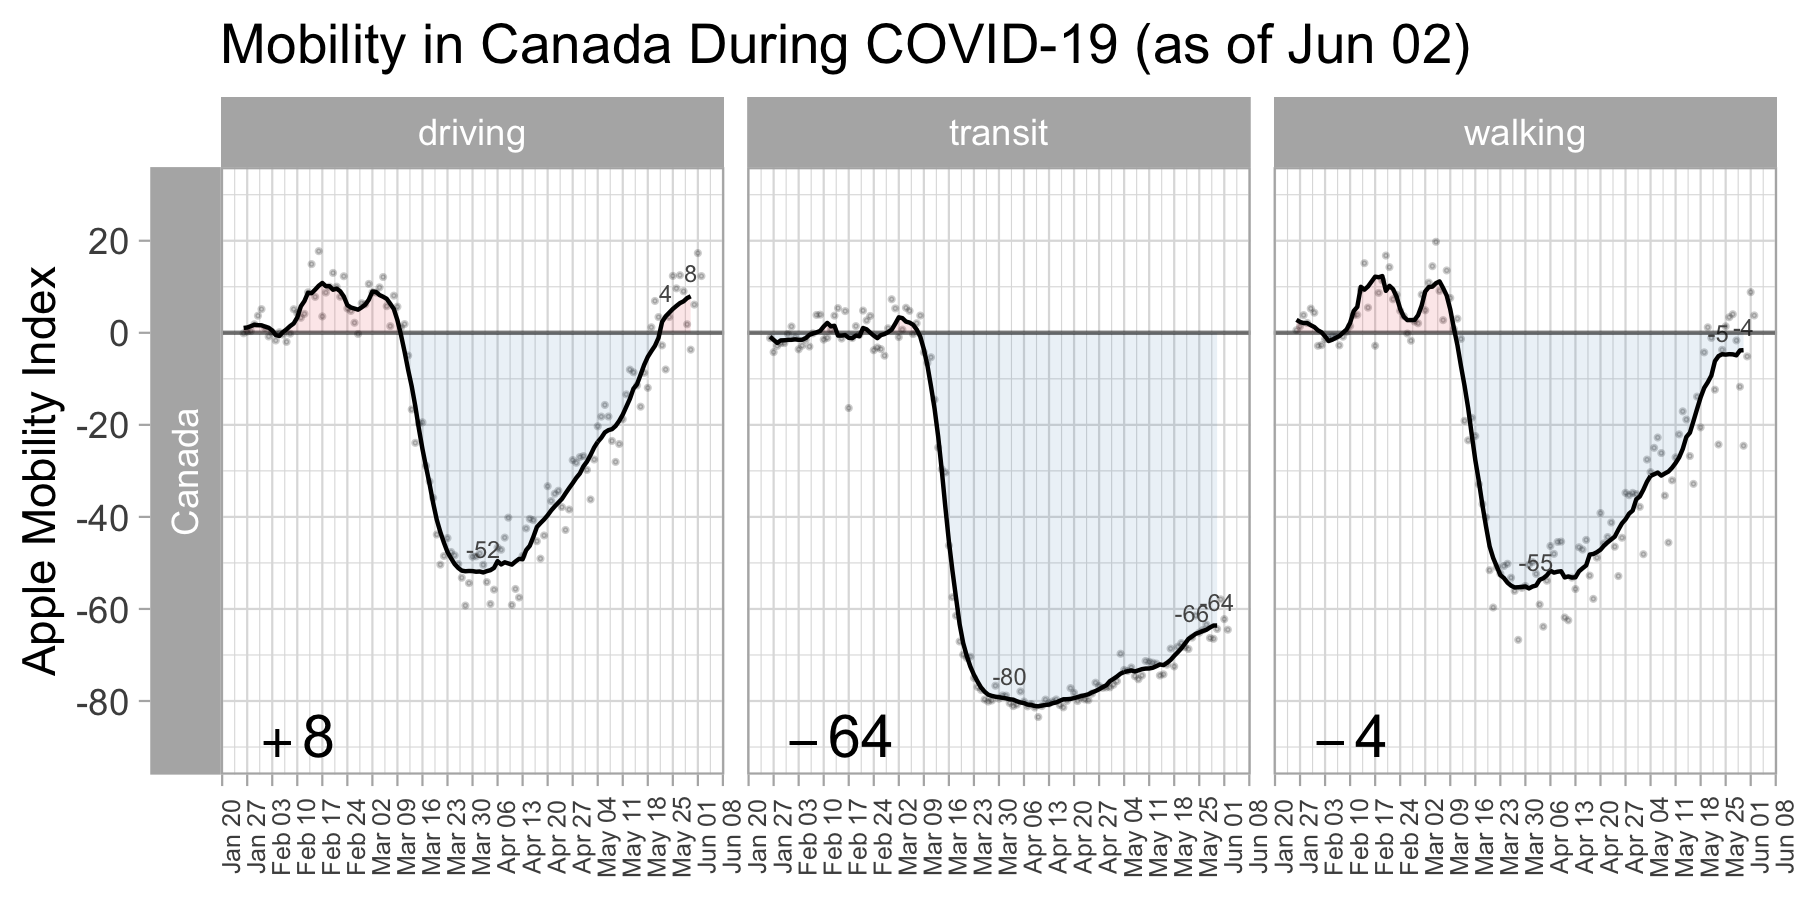 Mobility in Canada During COVID-19 (as of Jun 02)
driving
transit
walking
Canada
Apple Mobility Index
20
0
-20
-40
-60
-80
-52
4
8
+8
-80
-66
-64
−64
-55
-5
-4
−4
Jan 20
Jan 27
Feb 03
Feb 10
Feb 17
Feb 24
Mar 02
Mar 09
Mar 16
Mar 23
Mar 30
Apr 06
Apr 13
Apr 20
Apr 27
May 04
May 11
May 18
May 25
Jun 01
Jun 08
Jan 20
Jan 27
Feb 03
Feb 10
Feb 17
Feb 24
Mar 02
Mar 09
Mar 16
Mar 23
Mar 30
Apr 06
Apr 13
Apr 20
Apr 27
May 04
May 11
May 18
May 25
Jun 01
Jun 08
Jan 20
Jan 27
Feb 03
Feb 10
Feb 17
Feb 24
Mar 02
Mar 09
Mar 16
Mar 23
Mar 30
Apr 06
Apr 13
Apr 20
Apr 27
May 04
May 11
May 18
May 25
Jun 01
Jun 08